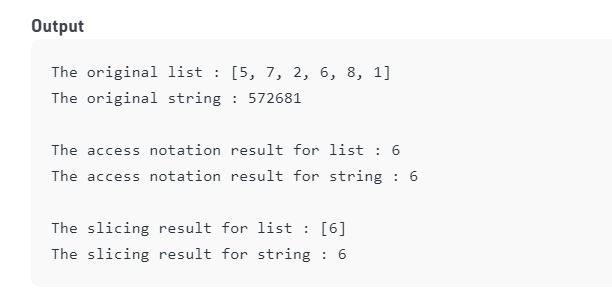 Output
The original list : [5, 7, 2, 6, 8, 1]
The original string : 572681
The access notation result for list : 6
The access notation result for string : 6
The slicing result for list : [6]
The slicing result for string : 6